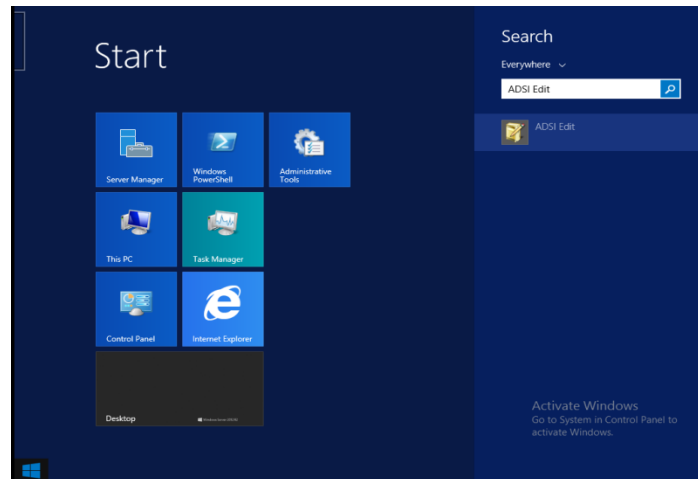 Start
Server Manager
Windows
PowerShell
Administrative
Tools
This PC
Task Manager
Control Panel
Internet Explorer
Desktop
Search
Everywhere
ADSI Edit
ADSI Edit
Activate Windows
Go to System in Control Panel to
activate Windows.